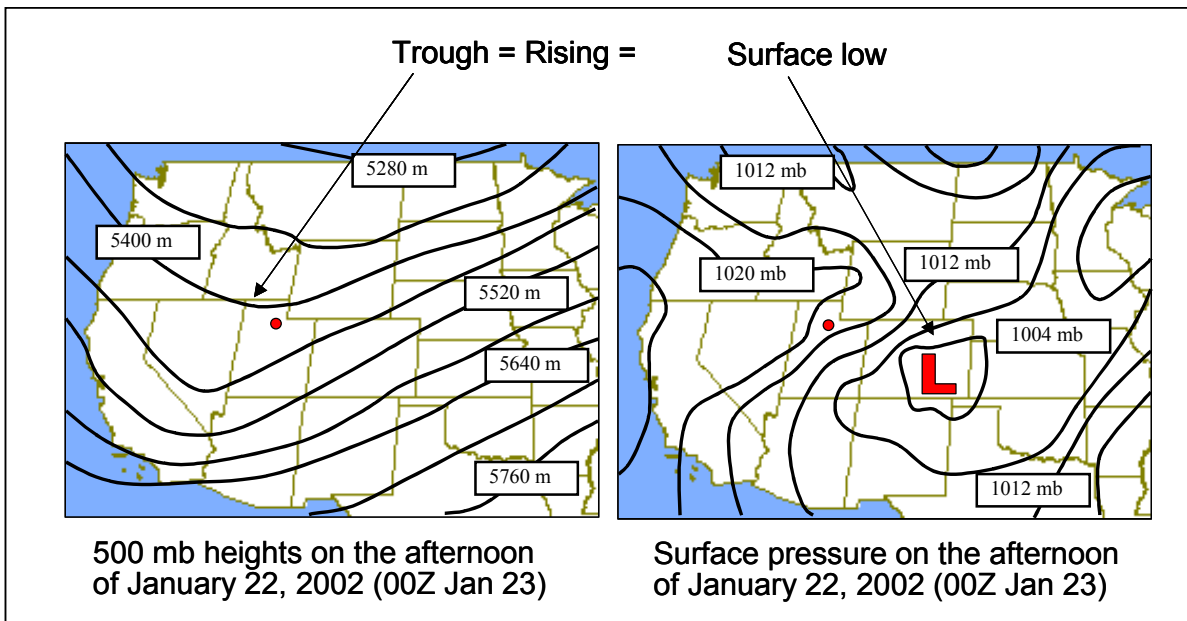 Trough = Rising = Surface low
5280 m
5400 m
5520 m
5640 m
5760 m
1012 mb
1020 mb
1012 mb
1004 mb
L
1012 mb
500 mb heights on the afternoon
of January 22, 2002 (00Z Jan 23)
Surface pressure on the afternoon
of January 22, 2002 (00Z Jan 23)